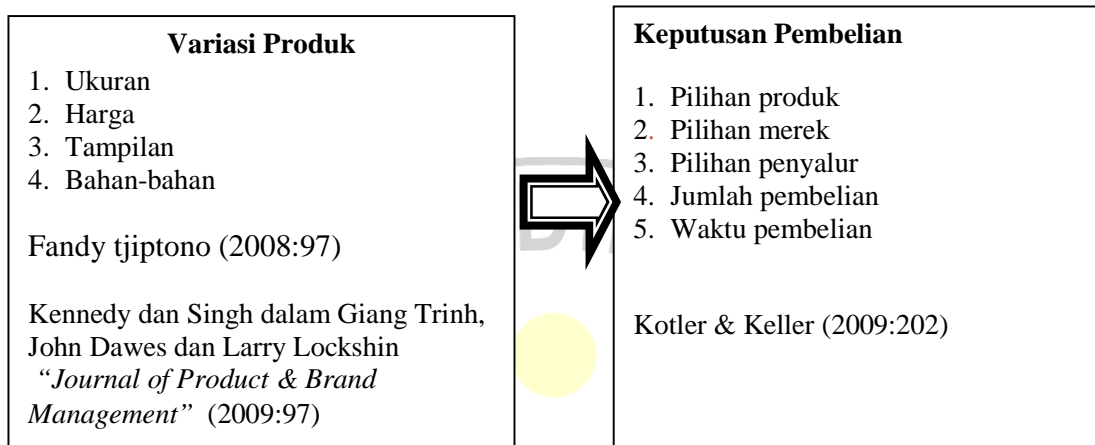 Variasi Produk
1. Ukuran
2. Harga
3. Tampilan
4. Bahan-bahan
Fandy tjiptono (2008:97)
Kennedy dan Singh dalam Giang Trinh,
John Dawes dan Larry Lockshin
“Journal of Product & Brand
Management” (2009:97)
Keputusan Pembelian
1. Pilihan produk
2. Pilihan merek
3. Pilihan penyalur
4. Jumlah pembelian
5. Waktu pembelian
Kotler & Keller (2009:202)